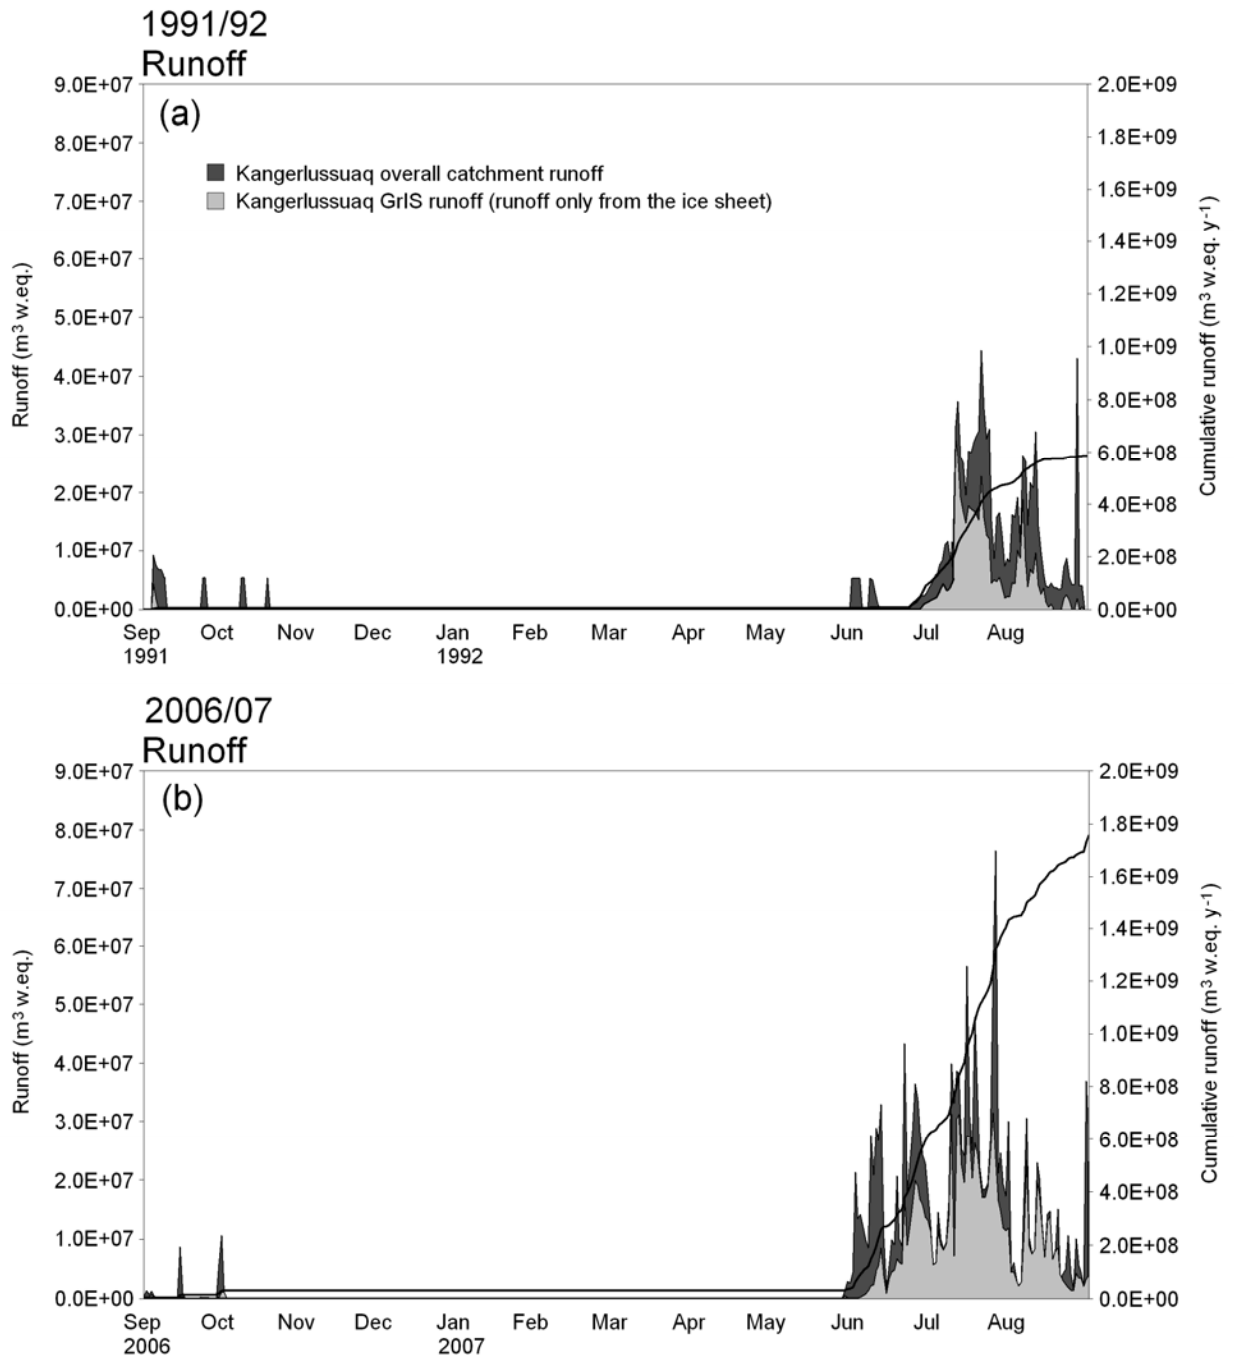 1991/92
Runoff
(a)
9.0E+07
8.0E+07
7.0E+07
6.0E+07
5.0E+07
4.0E+07
3.0E+07
2.0E+07
1.0E+07
0.0E+00
Runoff (m³ w.eq.)
Kangerlussuaq overall catchment runoff
Kangerlussuaq GrIS runoff (runoff only from the ice sheet)
2.0E+09
1.8E+09
1.6E+09
1.4E+09
1.2E+09
1.0E+09
8.0E+08
6.0E+08
4.0E+08
2.0E+08
0.0E+00
Cumulative runoff (m³ w.eq. y⁻¹)
Sep Oct Nov Dec Jan Feb Mar Apr May Jun Jul Aug
1991 1992
2006/07
Runoff
(b)
9.0E+07
8.0E+07
7.0E+07
6.0E+07
5.0E+07
4.0E+07
3.0E+07
2.0E+07
1.0E+07
0.0E+00
Runoff (m³ w.eq.)
2.0E+09
1.8E+09
1.6E+09
1.4E+09
1.2E+09
1.0E+09
8.0E+08
6.0E+08
4.0E+08
2.0E+08
0.0E+00
Cumulative runoff (m³ w.eq. y⁻¹)
Sep Oct Nov Dec Jan Feb Mar Apr May Jun Jul Aug
2006 2007